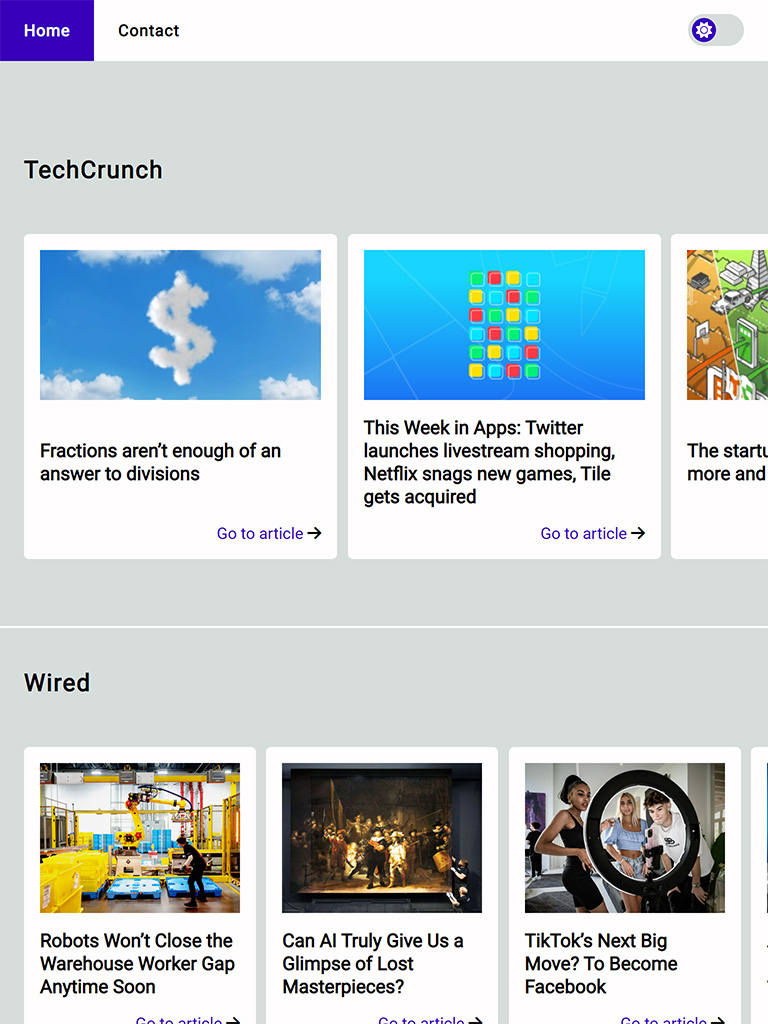 Home
Contact
TechCrunch
Fractions aren’t enough of an
answer to divisions
Go to article
This Week in Apps: Twitter
launches livestream shopping,
Netflix snags new games, Tile
gets acquired
Go to article
The
more and
Wired
Robots Won’t Close the
Warehouse Worker Gap
Anytime Soon
Go to article
Can AI Truly Give Us a
Glimpse of Lost
Masterpieces?
Go to article
TikTok’s Next Big
Move? To Become
Facebook
Go to article